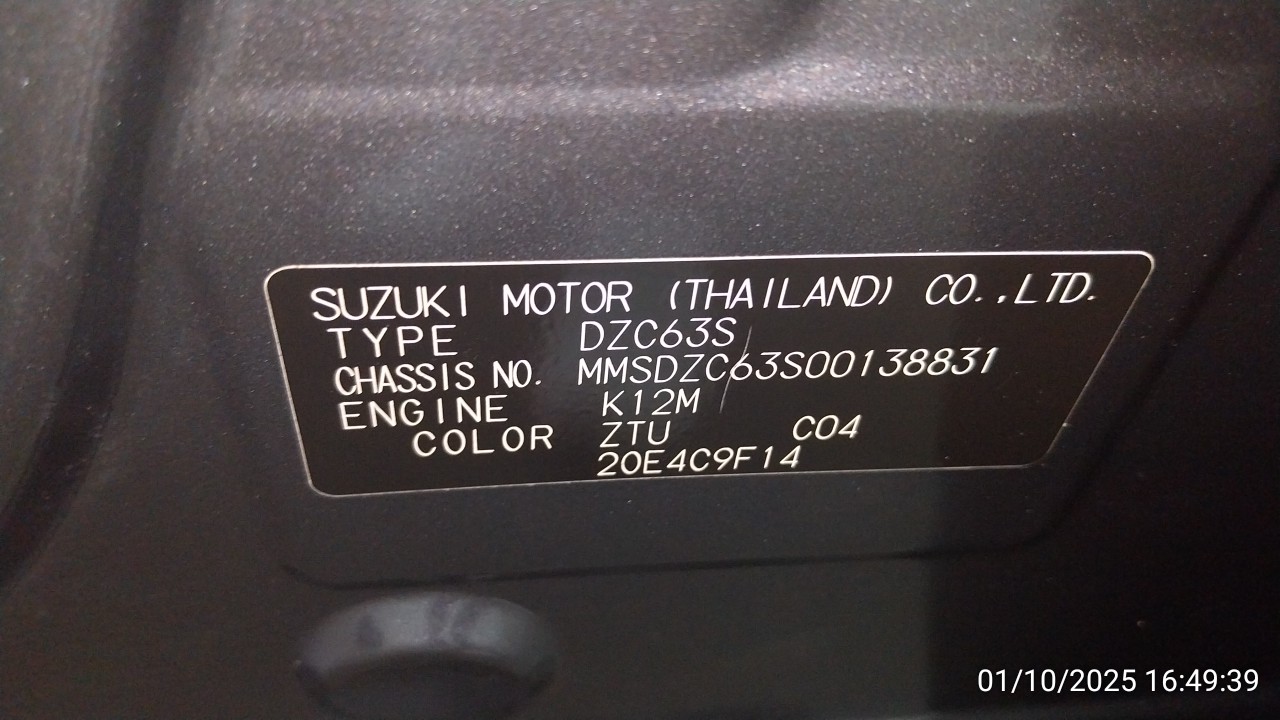 SUZUKI MOTOR (THAILAND) CO.,LTD.
TYPE DZC63S
CHASSIS NO. MMSDZC63S00138831
ENGINE K12M
COLOR ZTU C04
20E4C9F14
01/10/2025 16:49:39